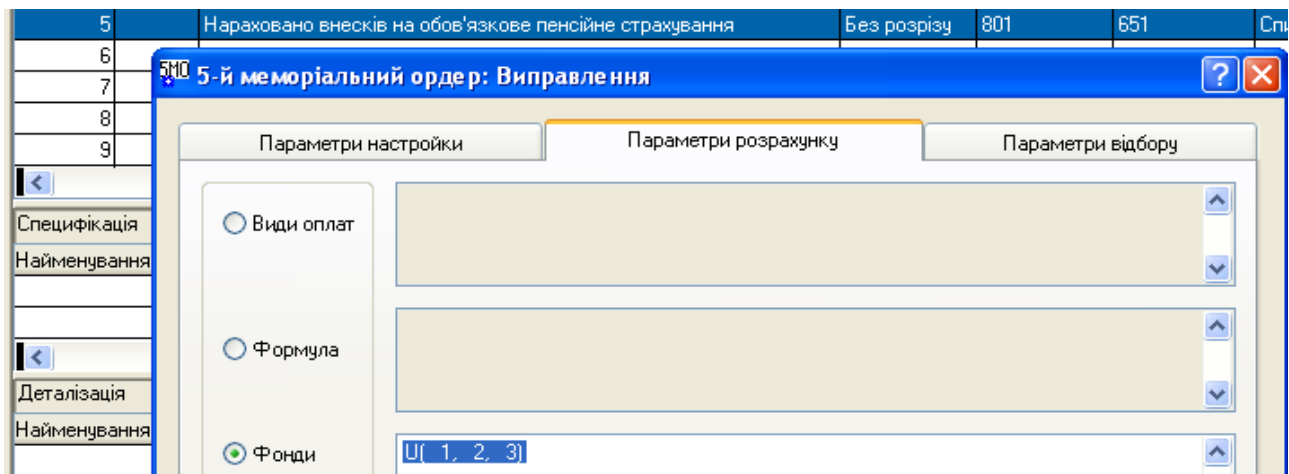 5 Нараховано внесків на обов'язкове пенсійне страхування Без розрізу 801 651
6
7
8
9
5МО 5-й меморіальний ордер: Виправлення
Параметри настройки Параметри розрахунку Параметри відбору
Види оплат
Специфікація
Найменування
Формула
Деталізація
Найменування
Фонди U( 1, 2, 3)